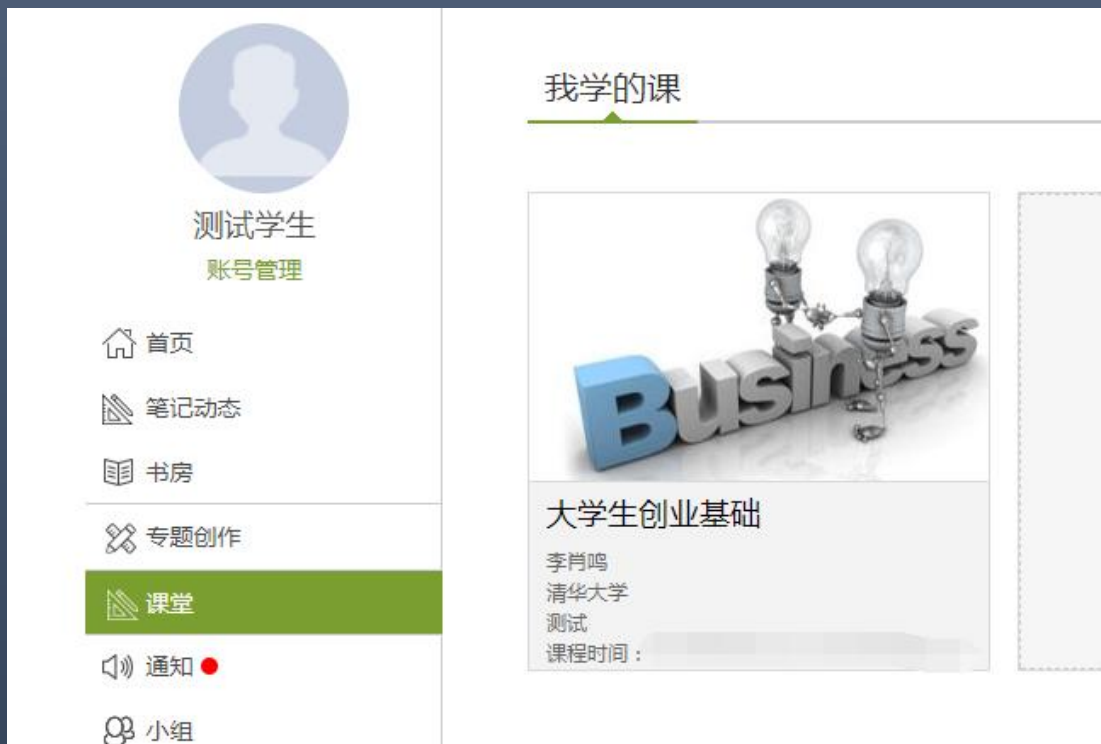 测试学生
账号管理
首页
笔记动态
书房
专题创作
课堂
通知
小组
我学的课
Business
大学生创业基础
李肖鸣
清华大学
测试
课程时间：